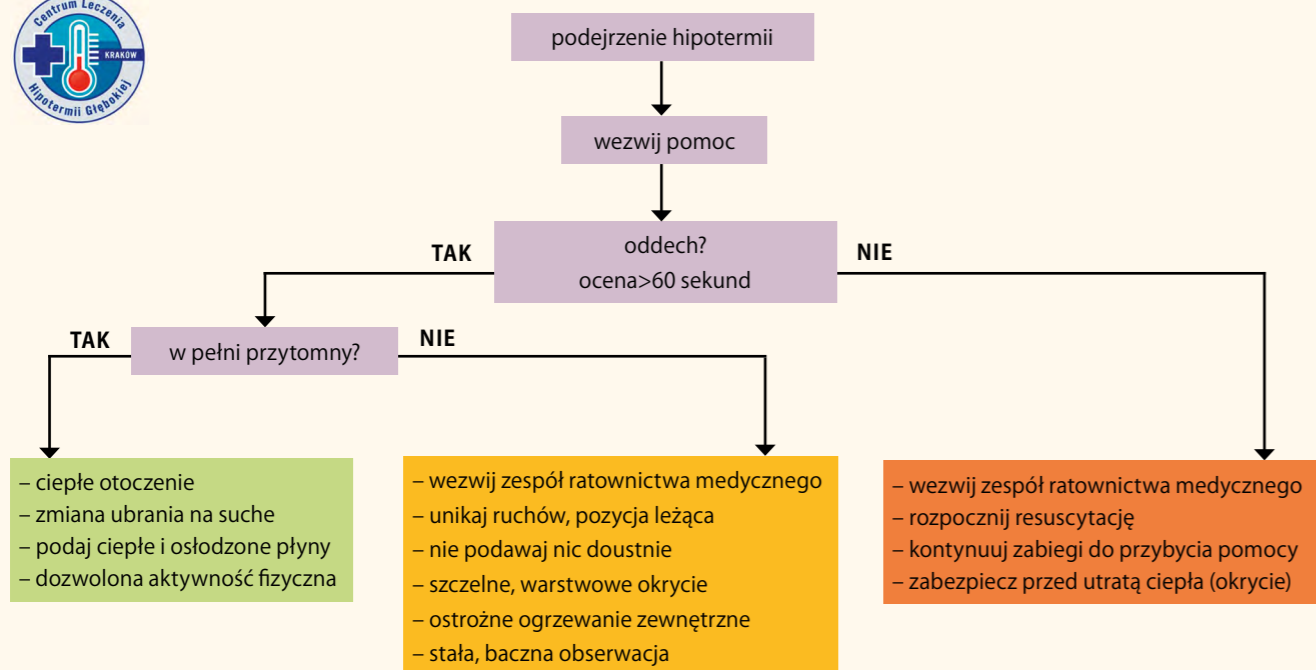 Centrum Leczenia
KRAKÓW
Hipotermii Głębokiej
podejrzenie hipotermii
wezwij pomoc
oddech?
ocena>60 sekund
TAK
NIE
w pełni przytomny?
TAK
NIE
– ciepłe otoczenie
– zmiana ubrania na suche
– podaj ciepłe i osłodzone płyny
– dozwolona aktywność fizyczna
– wezwij zespół ratownictwa medycznego
– unikaj ruchów, pozycja leżąca
– nie podawaj nic doustnie
– szczelne, warstwowe okrycie
– ostrożne ogrzewanie zewnętrzne
– stała, baczna obserwacja
– wezwij zespół ratownictwa medycznego
– rozpocznij resuscytację
– kontynuuj zabiegi do przybycia pomocy
– zabezpiecz przed utratą ciepła (okrycie)